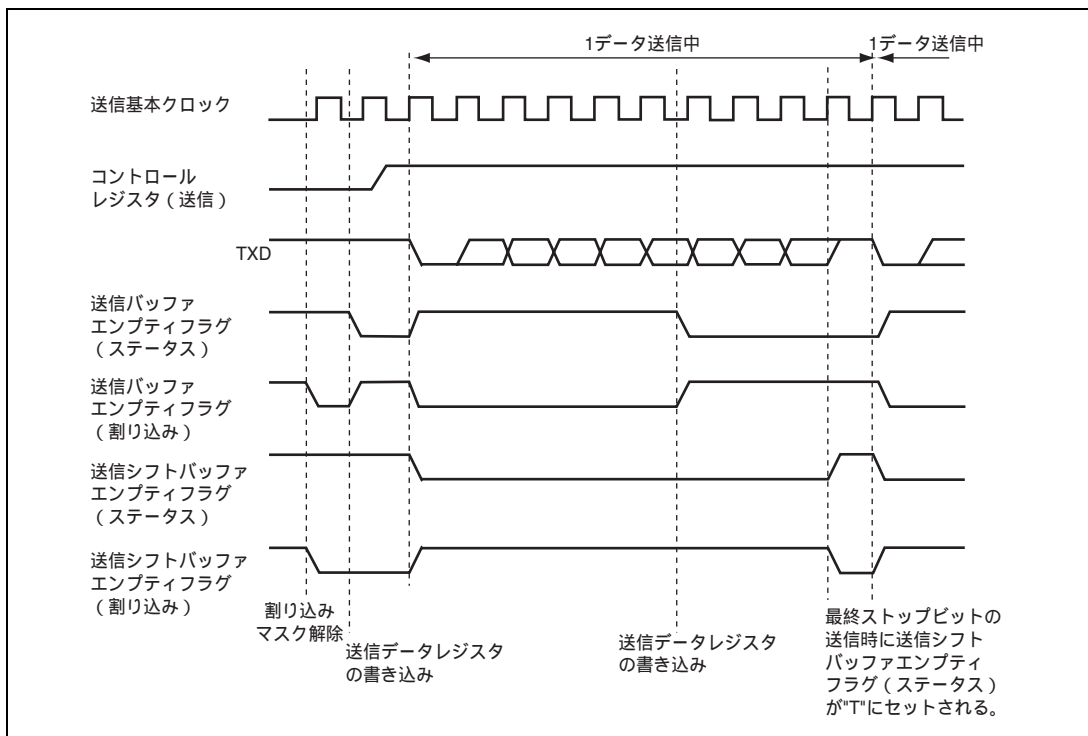 1データ送信中
1データ送信中
送信基本クロック
コントロール
レジスタ(送信)
TXD
送信バッファ
エンプティフラグ
(ステータス)
送信バッファ
エンプティフラグ
(割り込み)
送信シフトバッファ
エンプティフラグ
(ステータス)
送信シフトバッファ
エンプティフラグ
(割り込み)
割り込み
マスク解除
送信データレジスタ
の書き込み
送信データレジスタ
の書き込み
最終ストップビットの
送信時に送信シフト
バッファエンプティ
フラグ(ステータス)
が"T"にセットされる。